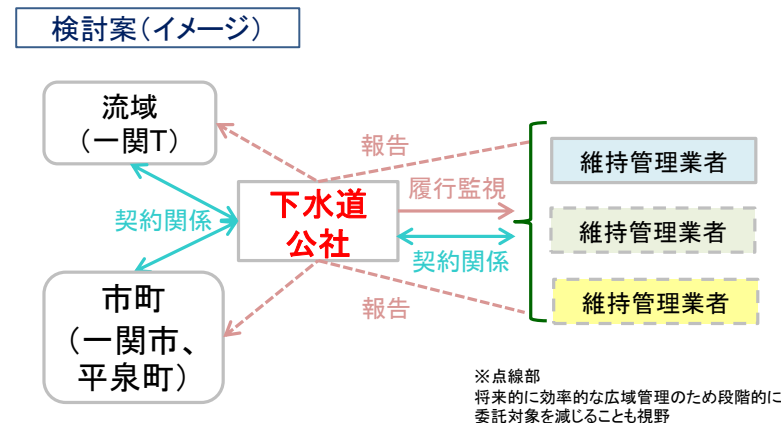 検討案(イメージ)
流域
(一関T)
報告
維持管理業者
履行監視
下水道
公社
契約関係
維持管理業者
契約関係
市町
(一関市、
平泉町)
報告
維持管理業者
※点線部
将来的に効率的な広域管理のため段階的に
委託対象を減じることも視野